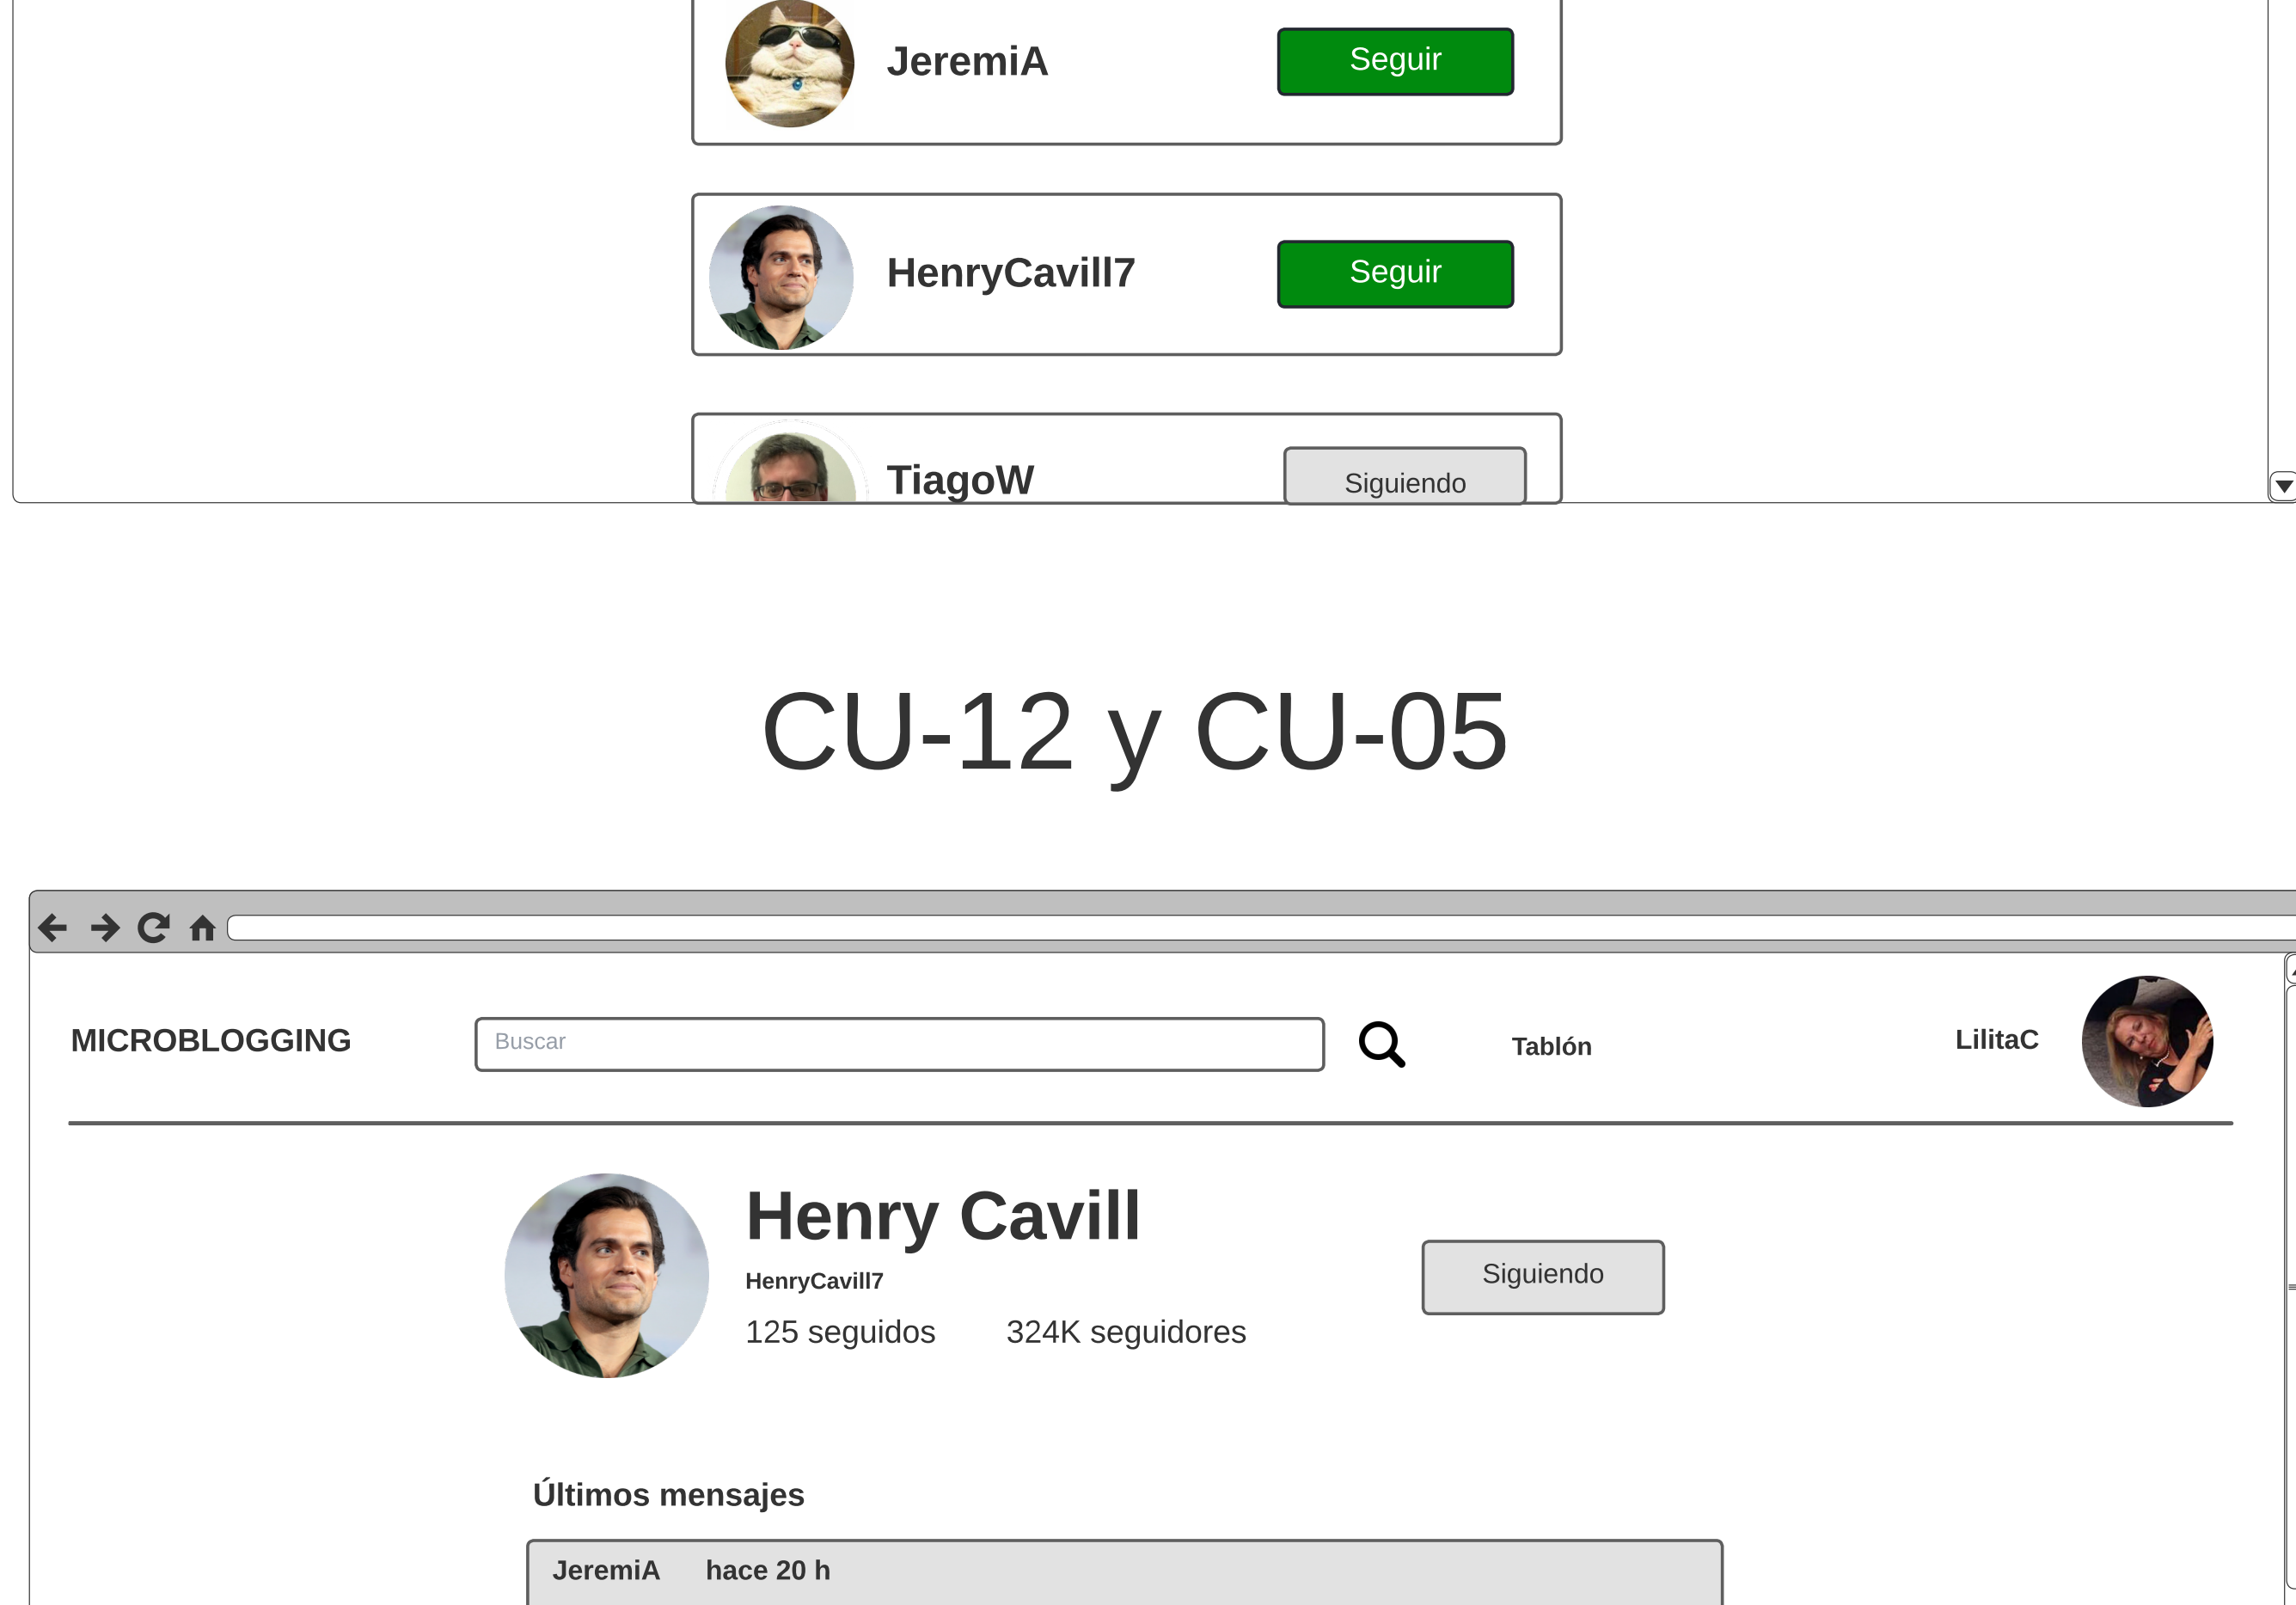 JeremiA
Seguir
HenryCavill7
Seguir
TiagoW
Siguiendo
CU-12 y CU-05
MICROBLOGGING
Buscar
Tablón
LilitaC
Henry Cavill
HenryCavill7
Siguiendo
125 seguidos 324K seguidores
Últimos mensajes
JeremiA hace 20 h